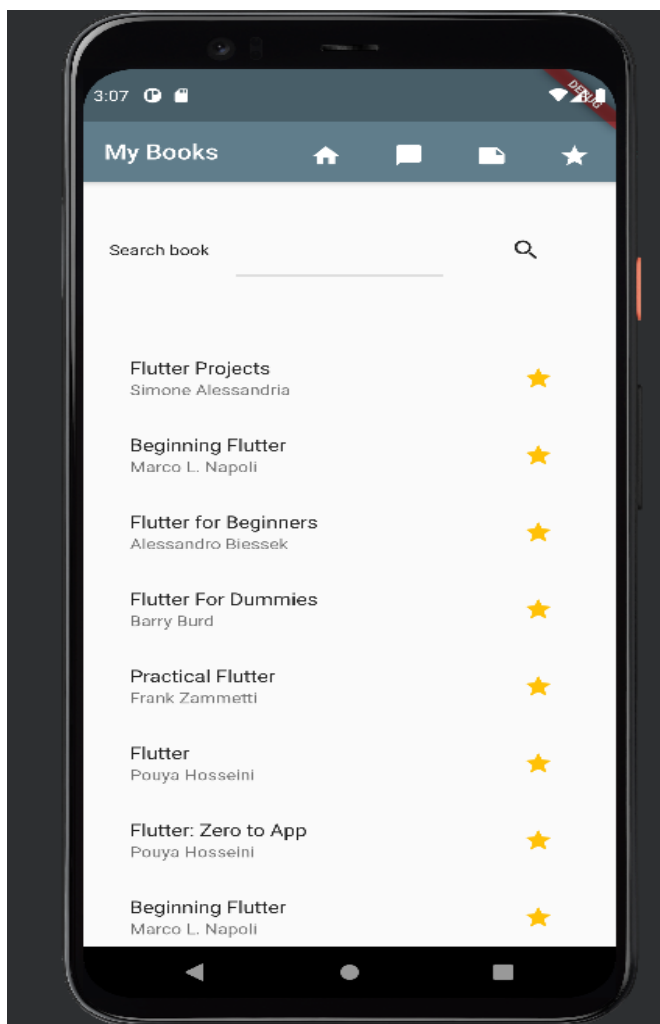 3:07
DEBUG
My Books
Search book
Flutter Projects
Simone Alessandria
Beginning Flutter
Marco L. Napoli
Flutter for Beginners
Alessandro Biessek
Flutter For Dummies
Barry Burd
Practical Flutter
Frank Zammetti
Flutter
Pouya Hosseini
Flutter: Zero to App
Pouya Hosseini
Beginning Flutter
Marco L. Napoli